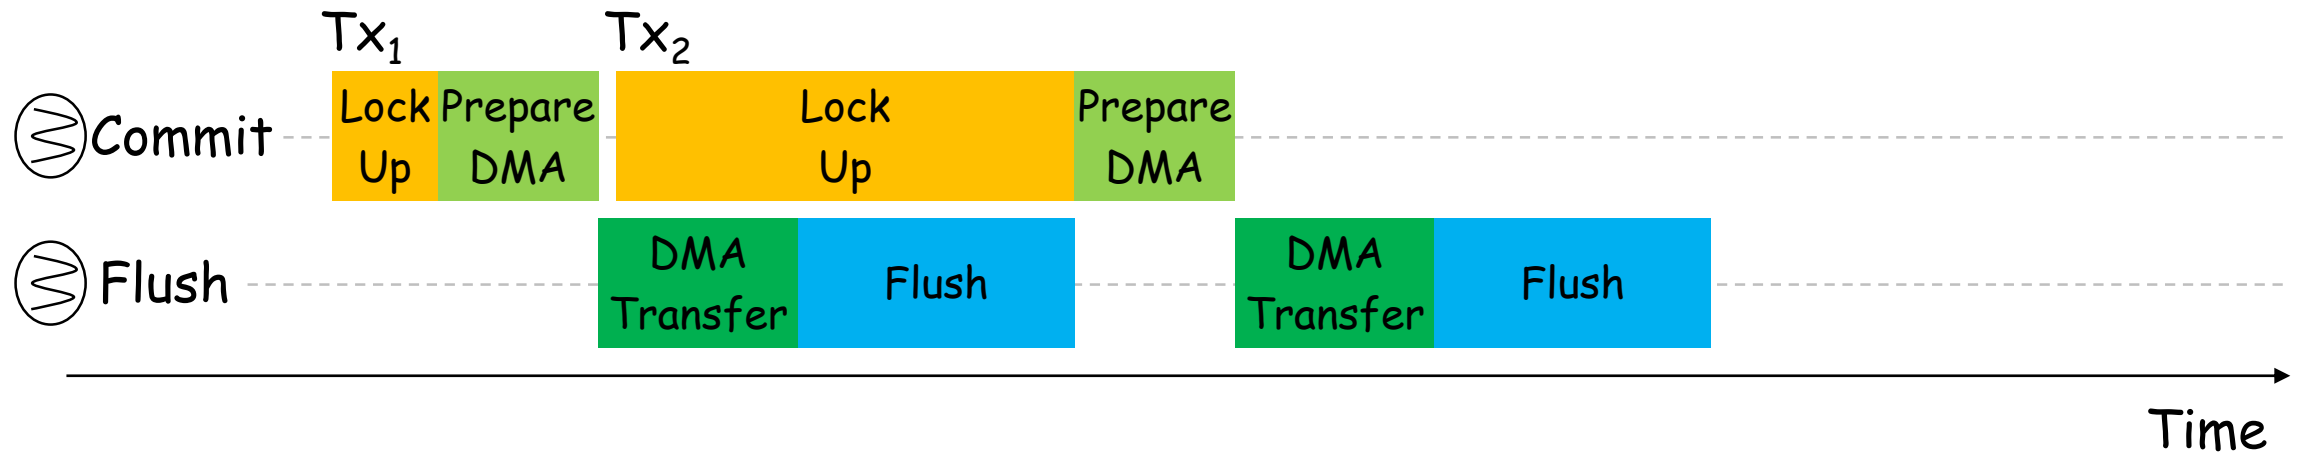 Tx1 Tx2
Commit
Lock
Up
Prepare
DMA
Lock
Up
Prepare
DMA
Flush
DMA
Transfer
Flush
DMA
Transfer
Flush
Time